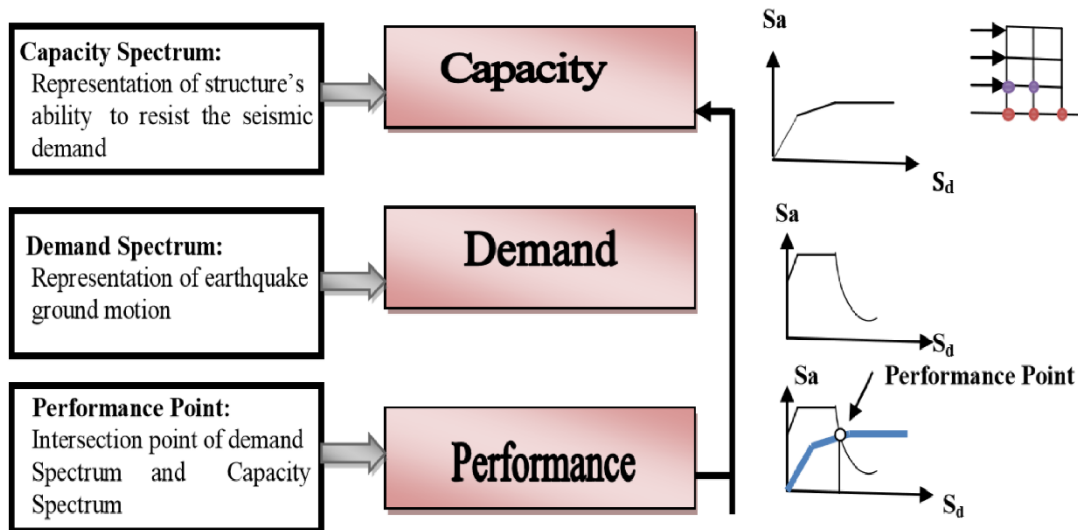 Capacity Spectrum:
Representation of structure's
ability to resist the seismic
demand
Capacity
Sa
Sd
Demand Spectrum:
Representation of earthquake
ground motion
Demand
Sa
Sd
Performance Point:
Intersection point of demand
Spectrum and Capacity
Spectrum
Performance
Sa
Performance Point
Sd